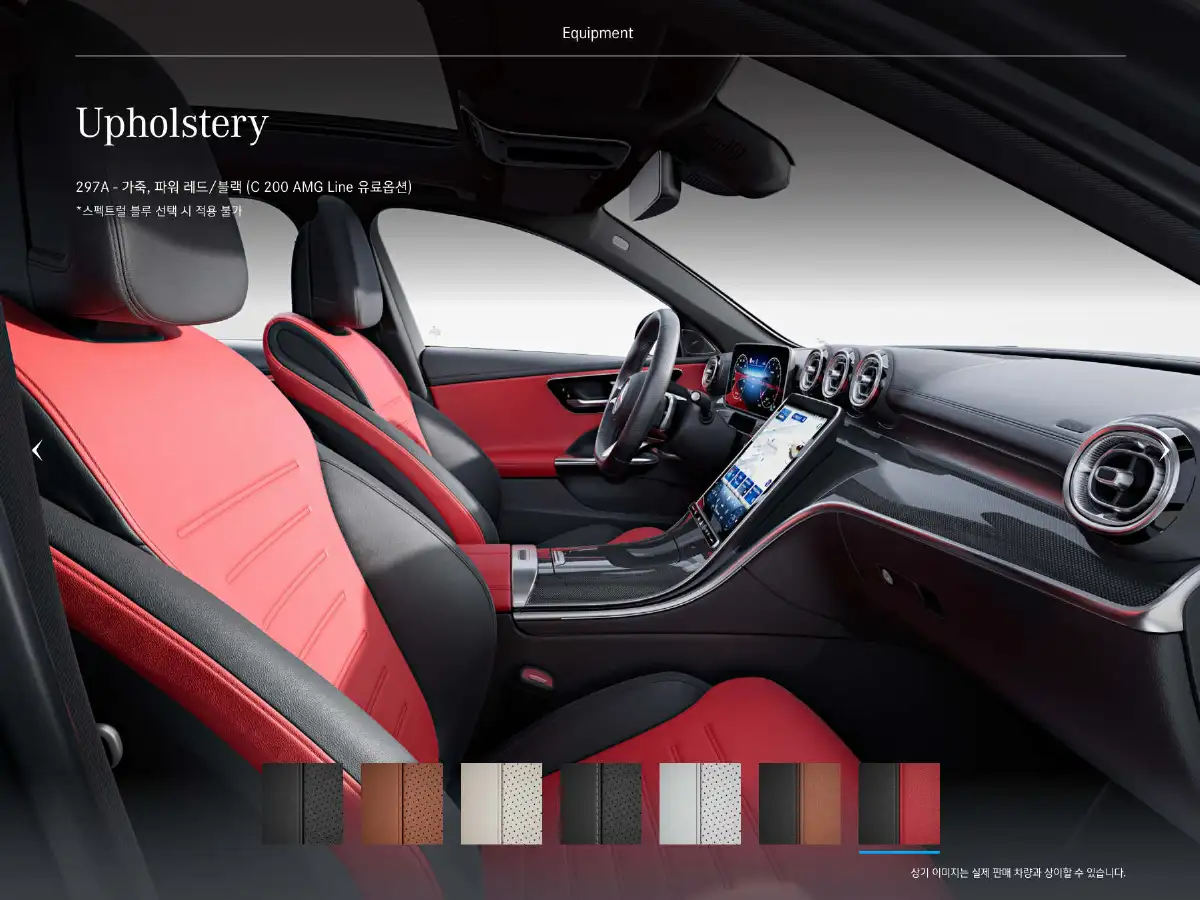 Equipment
Upholstery
297A - 가죽, 파워 레드/블랙 (C 200 AMG Line 유료옵션)
*스펙트럴 블루 선택 시 적용 불가
상기 이미지는 실제 판매 차량과 상이할 수 있습니다.